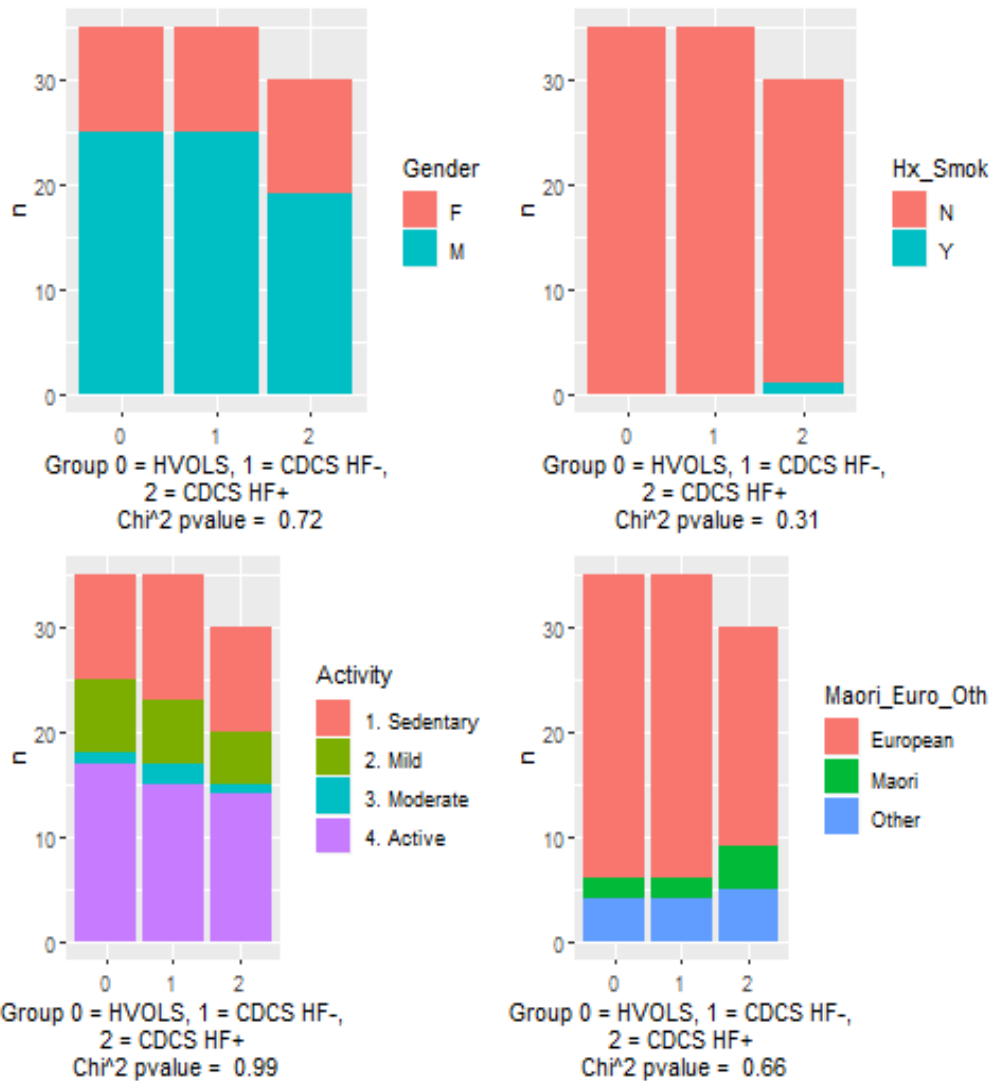 30
20
10
0
n
0 1 2
Group 0 = HVOLS, 1 = CDCS HF-,
2 = CDCS HF+
Chi^2 pvalue = 0.72
Gender
F
M
30
20
10
0
n
0 1 2
Group 0 = HVOLS, 1 = CDCS HF-,
2 = CDCS HF+
Chi^2 pvalue = 0.31
Hx_Smok
N
Y
30
20
10
0
n
0 1 2
Group 0 = HVOLS, 1 = CDCS HF-,
2 = CDCS HF+
Chi^2 pvalue = 0.99
Activity
1. Sedentary
2. Mild
3. Moderate
4. Active
30
20
10
0
n
0 1 2
Group 0 = HVOLS, 1 = CDCS HF-,
2 = CDCS HF+
Chi^2 pvalue = 0.66
Maori_Euro_Oth
European
Maori
Other